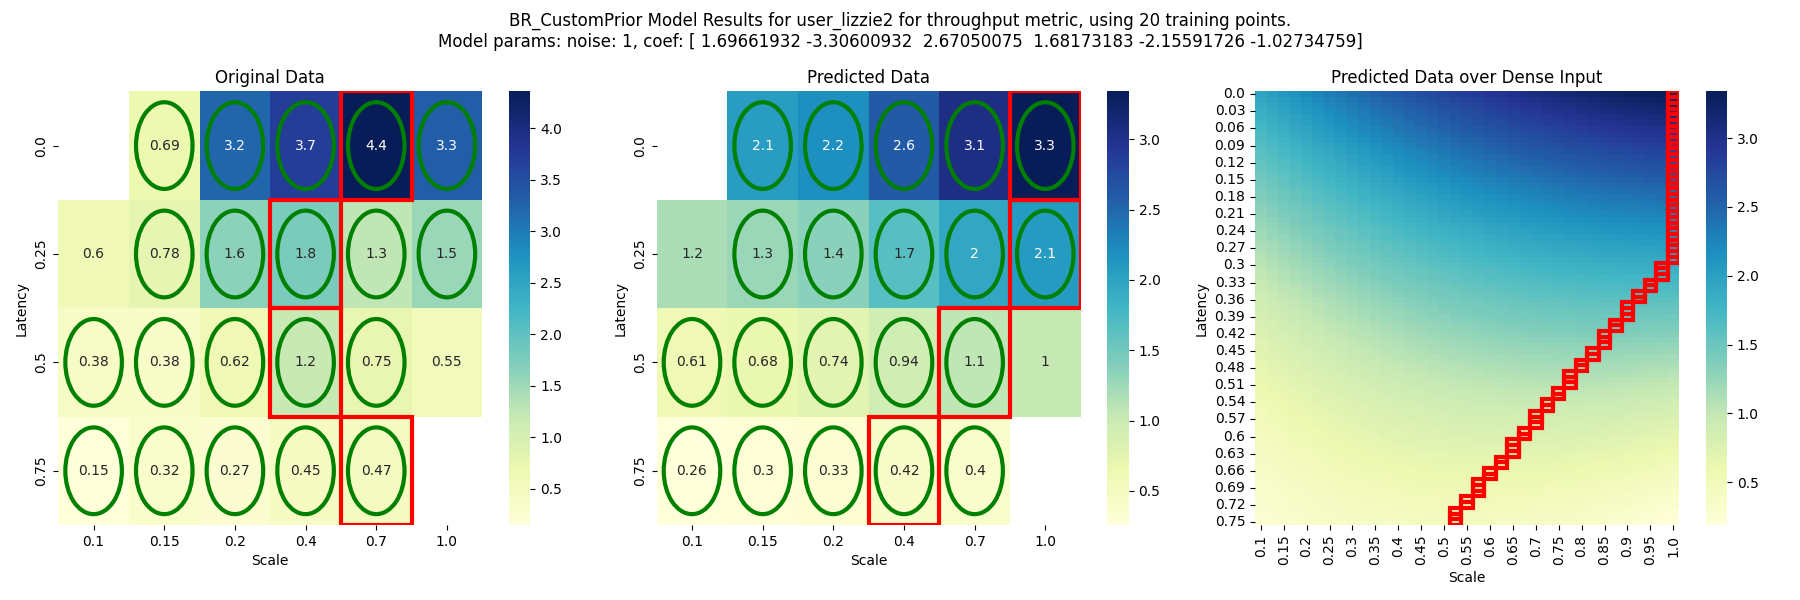 BR_CustomPrior Model Results for user_lizzie2 for throughput metric, using 20 training points.
Model params: noise: 1, coef: [ 1.69661932 -3.30600932  2.67050075  1.68173183 -2.15591726 -1.02734759]
Original Data
Latency
0.0
0.25
0.5
0.75
0.69 3.2 3.7 4.4 3.3
0.6 0.78 1.6 1.8 1.3 1.5
0.38 0.38 0.62 1.2 0.75 0.55
0.15 0.32 0.27 0.45 0.47
0.1 0.15 0.2 0.4 0.7 1.0
Scale
4.0
3.5
3.0
2.5
2.0
1.5
1.0
0.5
Predicted Data
Latency
0.0
0.25
0.5
0.75
2.1 2.2 2.6 3.1 3.3
1.2 1.3 1.4 1.7 2 2.1
0.61 0.68 0.74 0.94 1.1 1
0.26 0.3 0.33 0.42 0.4
0.1 0.15 0.2 0.4 0.7 1.0
Scale
3.0
2.5
2.0
1.5
1.0
0.5
Predicted Data over Dense Input
Latency
0.0
0.03
0.06
0.09
0.12
0.15
0.18
0.21
0.24
0.27
0.3
0.33
0.36
0.39
0.42
0.45
0.48
0.51
0.54
0.57
0.6
0.63
0.66
0.69
0.72
0.75
0.1 0.15 0.2 0.25 0.3 0.35 0.4 0.45 0.5 0.55 0.6 0.65 0.7 0.75 0.8 0.85 0.9 0.95 1.0
Scale
3.0
2.5
2.0
1.5
1.0
0.5